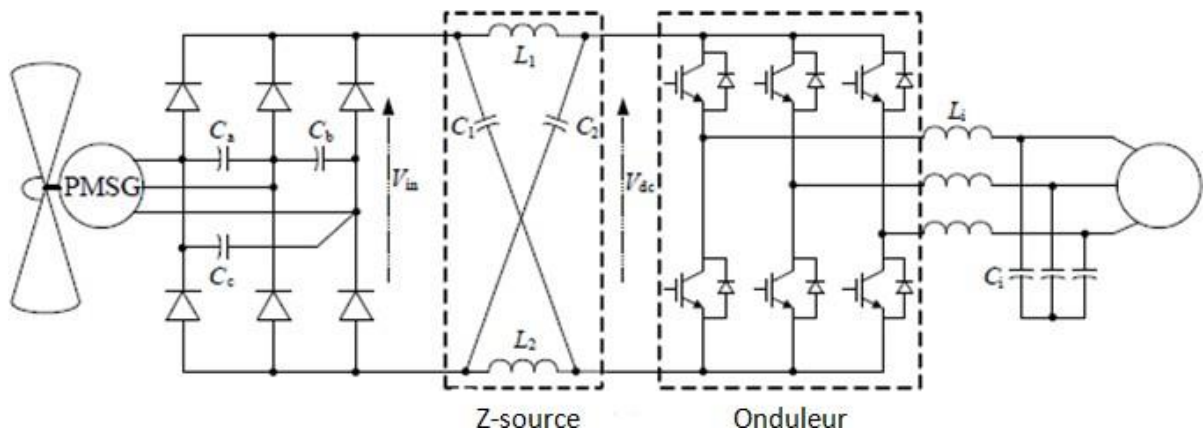 L1
Ca
Cb
C1
C2
Li
PMSG
Vin
Vdc
Cc
Ci
L2
Z-source
Onduleur